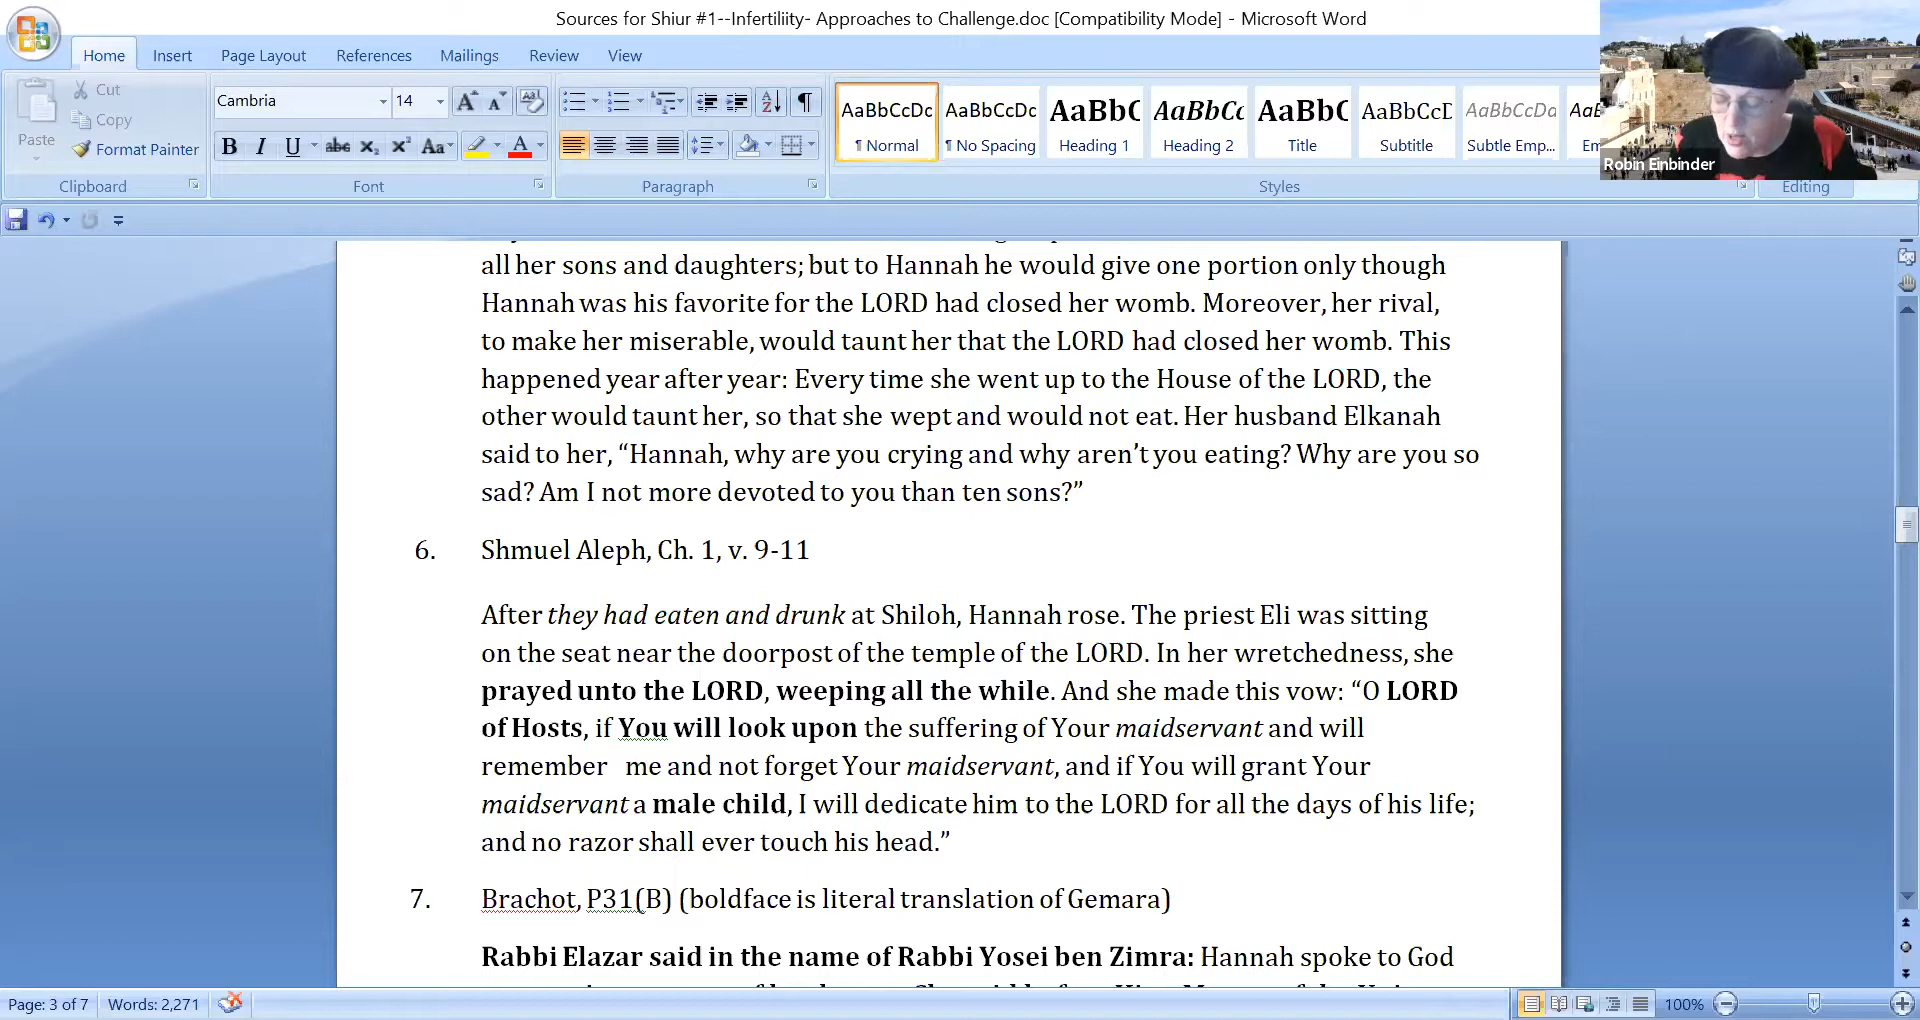 Sources for Shiur #1--Infertiliity- Approaches to Challenge.doc [Compatibility Mode] - Microsoft Word
Home Insert Page Layout References Mailings Review View
Paste
Cut
Copy
Format Painter
Clipboard
Cambria 14
B I U abc X₂ X² Aa A
Font
Paragraph
AaBbCcDc AaBbCcDc AaBbC AaBbCc AaBbC AaBbCcD AaBbCcDa
¶ Normal ¶ No Spacing Heading 1 Heading 2 Title Subtitle Subtle Emp...
Styles
Editing
Robin Einbinder
all her sons and daughters; but to Hannah he would give one portion only though
Hannah was his favorite for the LORD had closed her womb. Moreover, her rival,
to make her miserable, would taunt her that the LORD had closed her womb. This
happened year after year: Every time she went up to the House of the LORD, the
other would taunt her, so that she wept and would not eat. Her husband Elkanah
said to her, “Hannah, why are you crying and why aren’t you eating? Why are you so
sad? Am I not more devoted to you than ten sons?”
6. Shmuel Aleph, Ch. 1, v. 9-11
After they had eaten and drunk at Shiloh, Hannah rose. The priest Eli was sitting
on the seat near the doorpost of the temple of the LORD. In her wretchedness, she
prayed unto the LORD, weeping all the while. And she made this vow: “O LORD
of Hosts, if You will look upon the suffering of Your maidservant and will
remember me and not forget Your maidservant, and if You will grant Your
maidservant a male child, I will dedicate him to the LORD for all the days of his life;
and no razor shall ever touch his head.”
7. Brachot, P31(B) (boldface is literal translation of Gemara)
Rabbi Elazar said in the name of Rabbi Yosei ben Zimra: Hannah spoke to God
Page: 3 of 7 Words: 2,271 100%